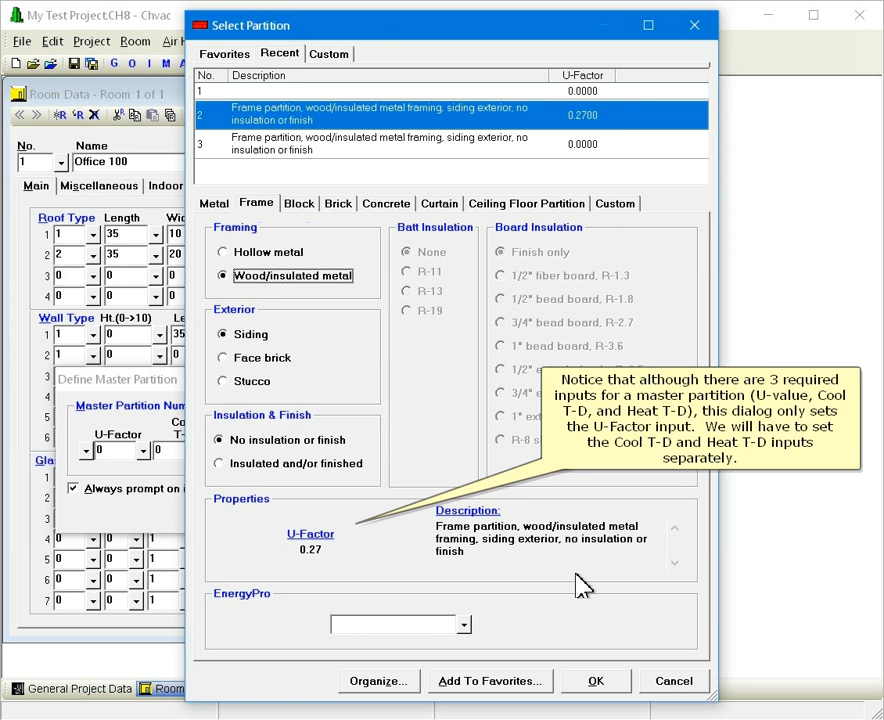 My Test Project.CH8 - Chvac
File Edit Project Room Air
G O I M A
Room Data - Room 1 of 1
No. Name
1 Office 100
Main Miscellaneous Indoor
Roof Type Length
1 1 35 10
2 2 35 20
3 0 0 0
4 0 0 0
Wall Type Ht.(0->10)
1 1 0 35
2 1 0 0
3
4
5
6
Define Master Partition
Master Partition
U-Factor T-
0 0
Always prompt on
4 0 0 1
5 0 0 1
6 0 0 1
7 0 0 1
General Project Data Room
Select Partition
Favorites Recent Custom
No. Description U-Factor
1 0.0000
2 Frame partition, wood/insulated metal framing, siding exterior, no 0.2700
insulation or finish
3 Frame partition, wood/insulated metal framing, siding exterior, no 0.0000
insulation or finish
Metal Frame Block Brick Concrete Curtain Ceiling Floor Partition Custom
Framing
Hollow metal
Wood/insulated metal
Exterior
Siding
Face brick
Stucco
Insulation & Finish
No insulation or finish
Insulated and/or finished
Batt Insulation
None
R-11
R-13
R-19
Board Insulation
Finish only
1/2" fiber board, R-1.3
1/2" bead board, R-1.8
3/4" bead board, R-2.7
1" bead board, R-3.6
1/2"
3/4"
1"
R-8
Notice that although there are 3 required
inputs for a master partition (U-value, Cool
T-D, and Heat T-D), this dialog only sets
the U-Factor input. We will have to set
the Cool T-D and Heat T-D inputs
separately.
Properties
U-Factor
0.27
Description:
Frame partition, wood/insulated metal
framing, siding exterior, no insulation or
finish
EnergyPro
Organize... Add To Favorites... OK Cancel